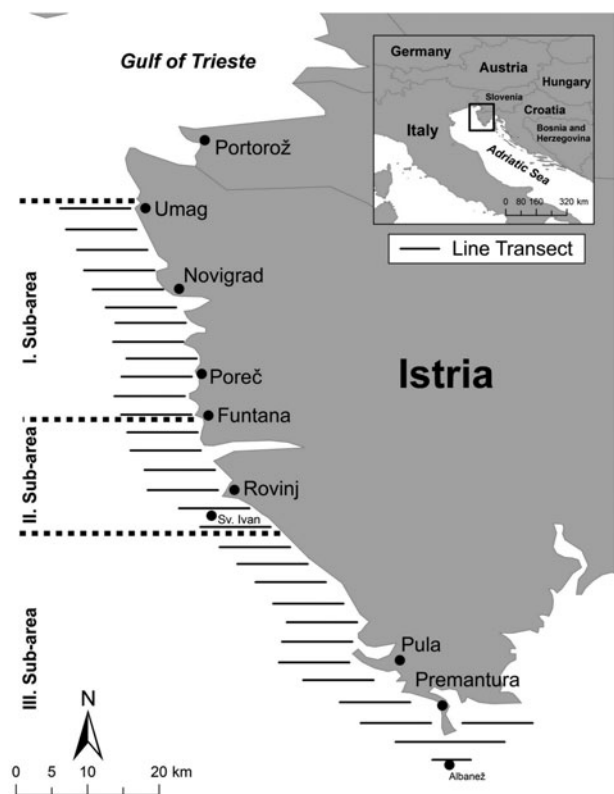 Gulf of Trieste
Germany
Austria
Hungary
Slovenia
Croatia
Italy
Bosnia and
Herzegovina
Adriatic Sea
0 80 160 320 km
Line Transect
Portorož
Umag
Novigrad
I. Sub-area
Poreč
Istria
Funtana
II. Sub-area
Rovinj
Sv. Ivan
III. Sub-area
Pula
Premantura
N
Albanež
0 5 10 20 km